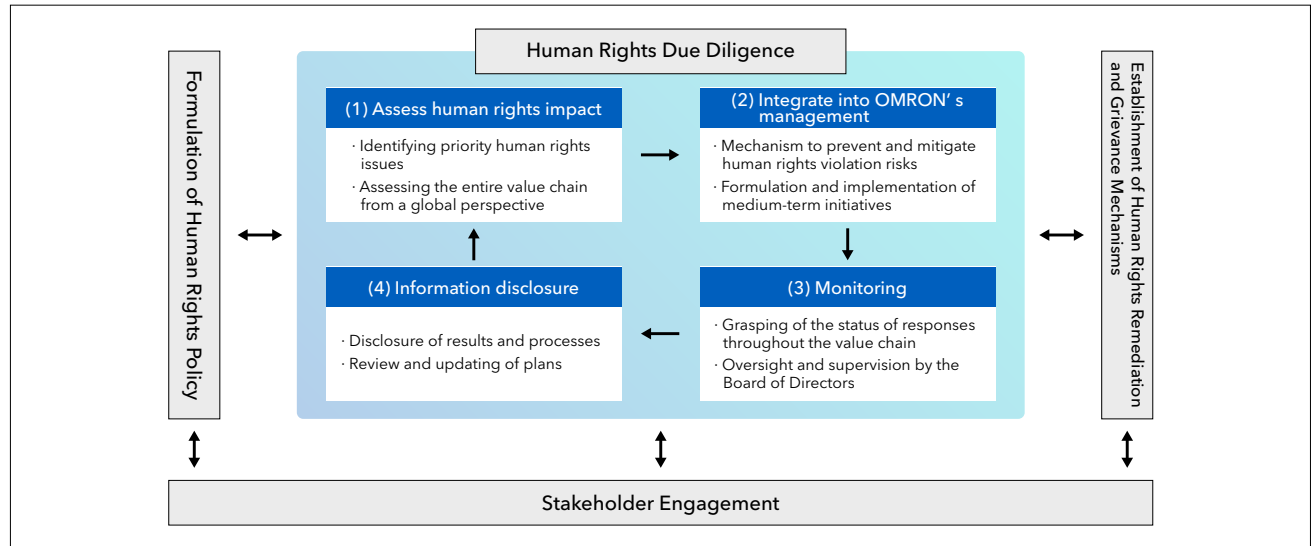 Human Rights Due Diligence
Formulation of Human Rights Policy
(1) Assess human rights impact
· Identifying priority human rights
issues
· Assessing the entire value chain
from a global perspective
(2) Integrate into OMRON’ s
management
· Mechanism to prevent and mitigate
human rights violation risks
· Formulation and implementation of
medium-term initiatives
(4) Information disclosure
· Disclosure of results and processes
· Review and updating of plans
(3) Monitoring
· Grasping of the status of responses
throughout the value chain
· Oversight and supervision by the
Board of Directors
Establishment of Human Rights Remediation
and Grievance Mechanisms
Stakeholder Engagement